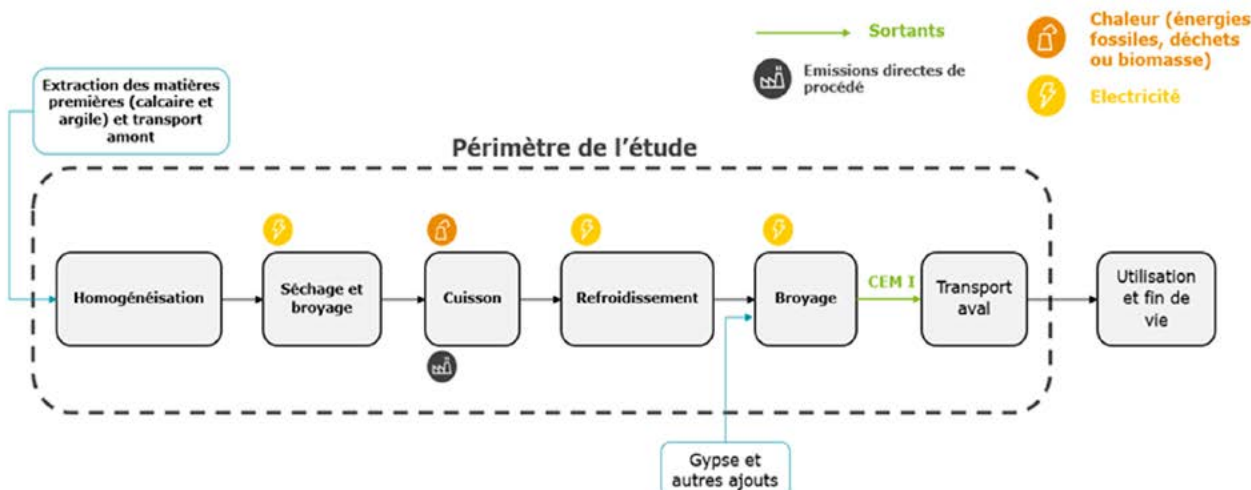 Sortants
Emissions directes de
procédé
Chaleur (énergies
fossiles, déchets
ou biomasse)
Electricité
Extraction des matières
premières (calcaire et
argile) et transport
amont
Périmètre de l'étude
Homogénéisation
Séchage et
broyage
Cuisson
Refroidissement
Broyage
CEM I
Transport
aval
Utilisation
et fin de
vie
Gypse et
autres ajouts